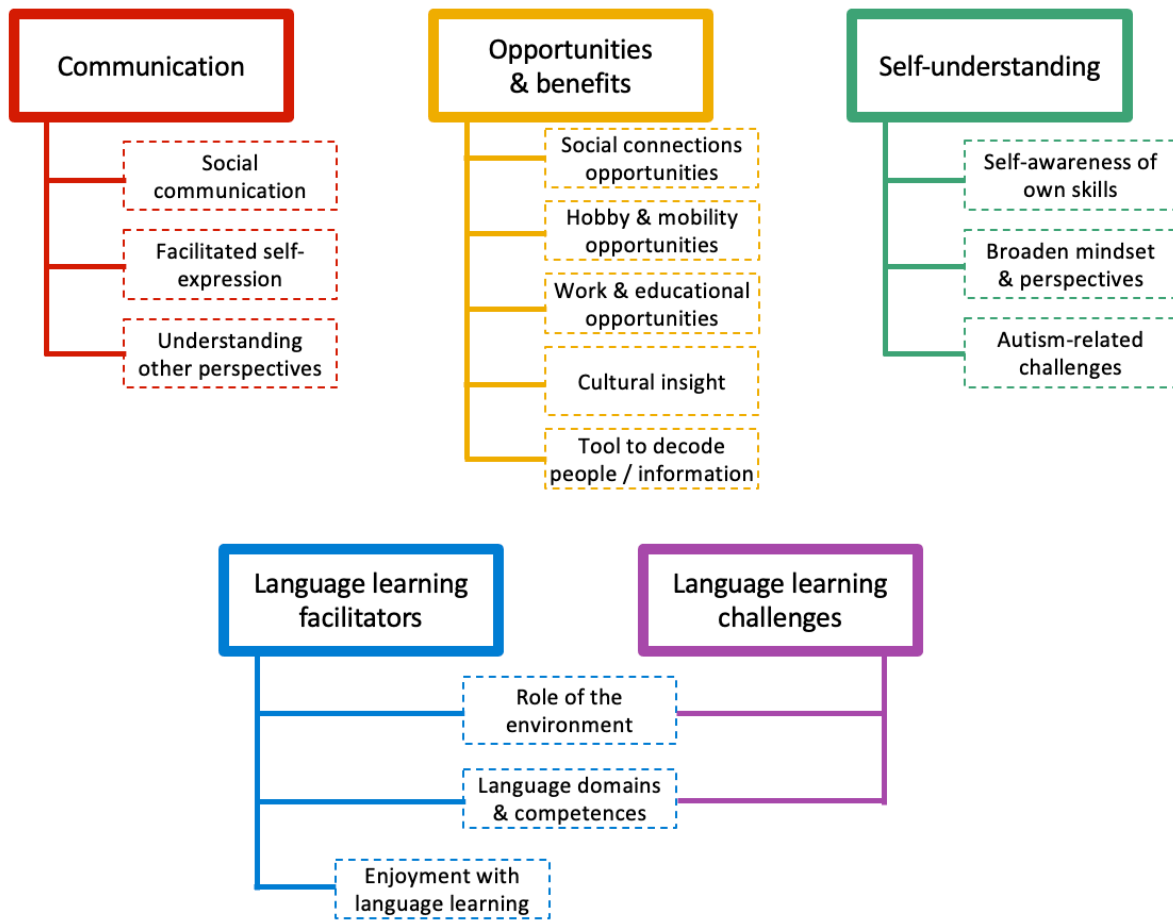 Communication
Social
communication
Facilitated self-
expression
Understanding
other perspectives
Opportunities
& benefits
Social connections
opportunities
Hobby & mobility
opportunities
Work & educational
opportunities
Cultural insight
Tool to decode
people / information
Self-understanding
Self-awareness of
own skills
Broaden mindset
& perspectives
Autism-related
challenges
Language learning
facilitators
Language learning
challenges
Role of the
environment
Language domains
& competences
Enjoyment with
language learning